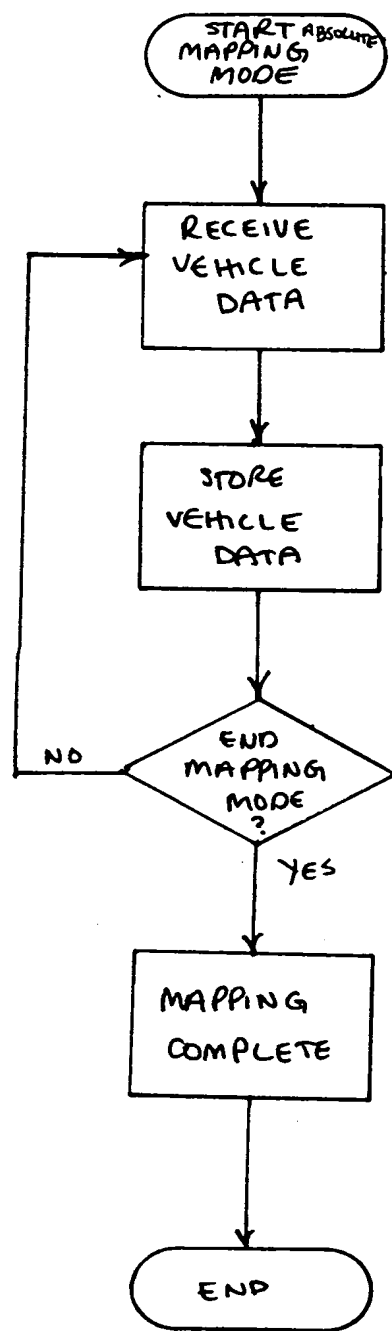 START ABSOLUTE
MAPPING
MODE
RECEIVE
VEHICLE
DATA
STORE
VEHICLE
DATA
END
MAPPING
MODE
?
NO
YES
MAPPING
COMPLETE
END